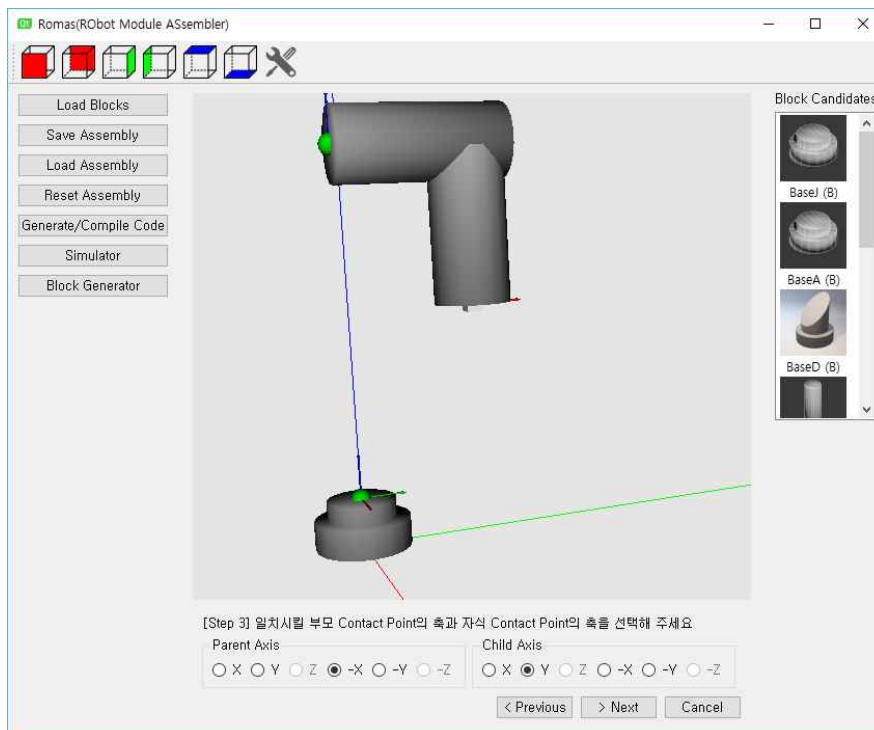 Romas(RObot Module ASsembler)
Load Blocks
Save Assembly
Load Assembly
Reset Assembly
Generate/Compile Code
Simulator
Block Generator
Block Candidates
BaseJ (B)
BaseA (B)
BaseD (B)
[Step 3] 일치시킬 부모 Contact Point의 축과 자식 Contact Point의 축을 선택해 주세요
Parent Axis
X Y Z -X -Y -Z
Child Axis
X Y Z -X -Y -Z
< Previous
> Next
Cancel